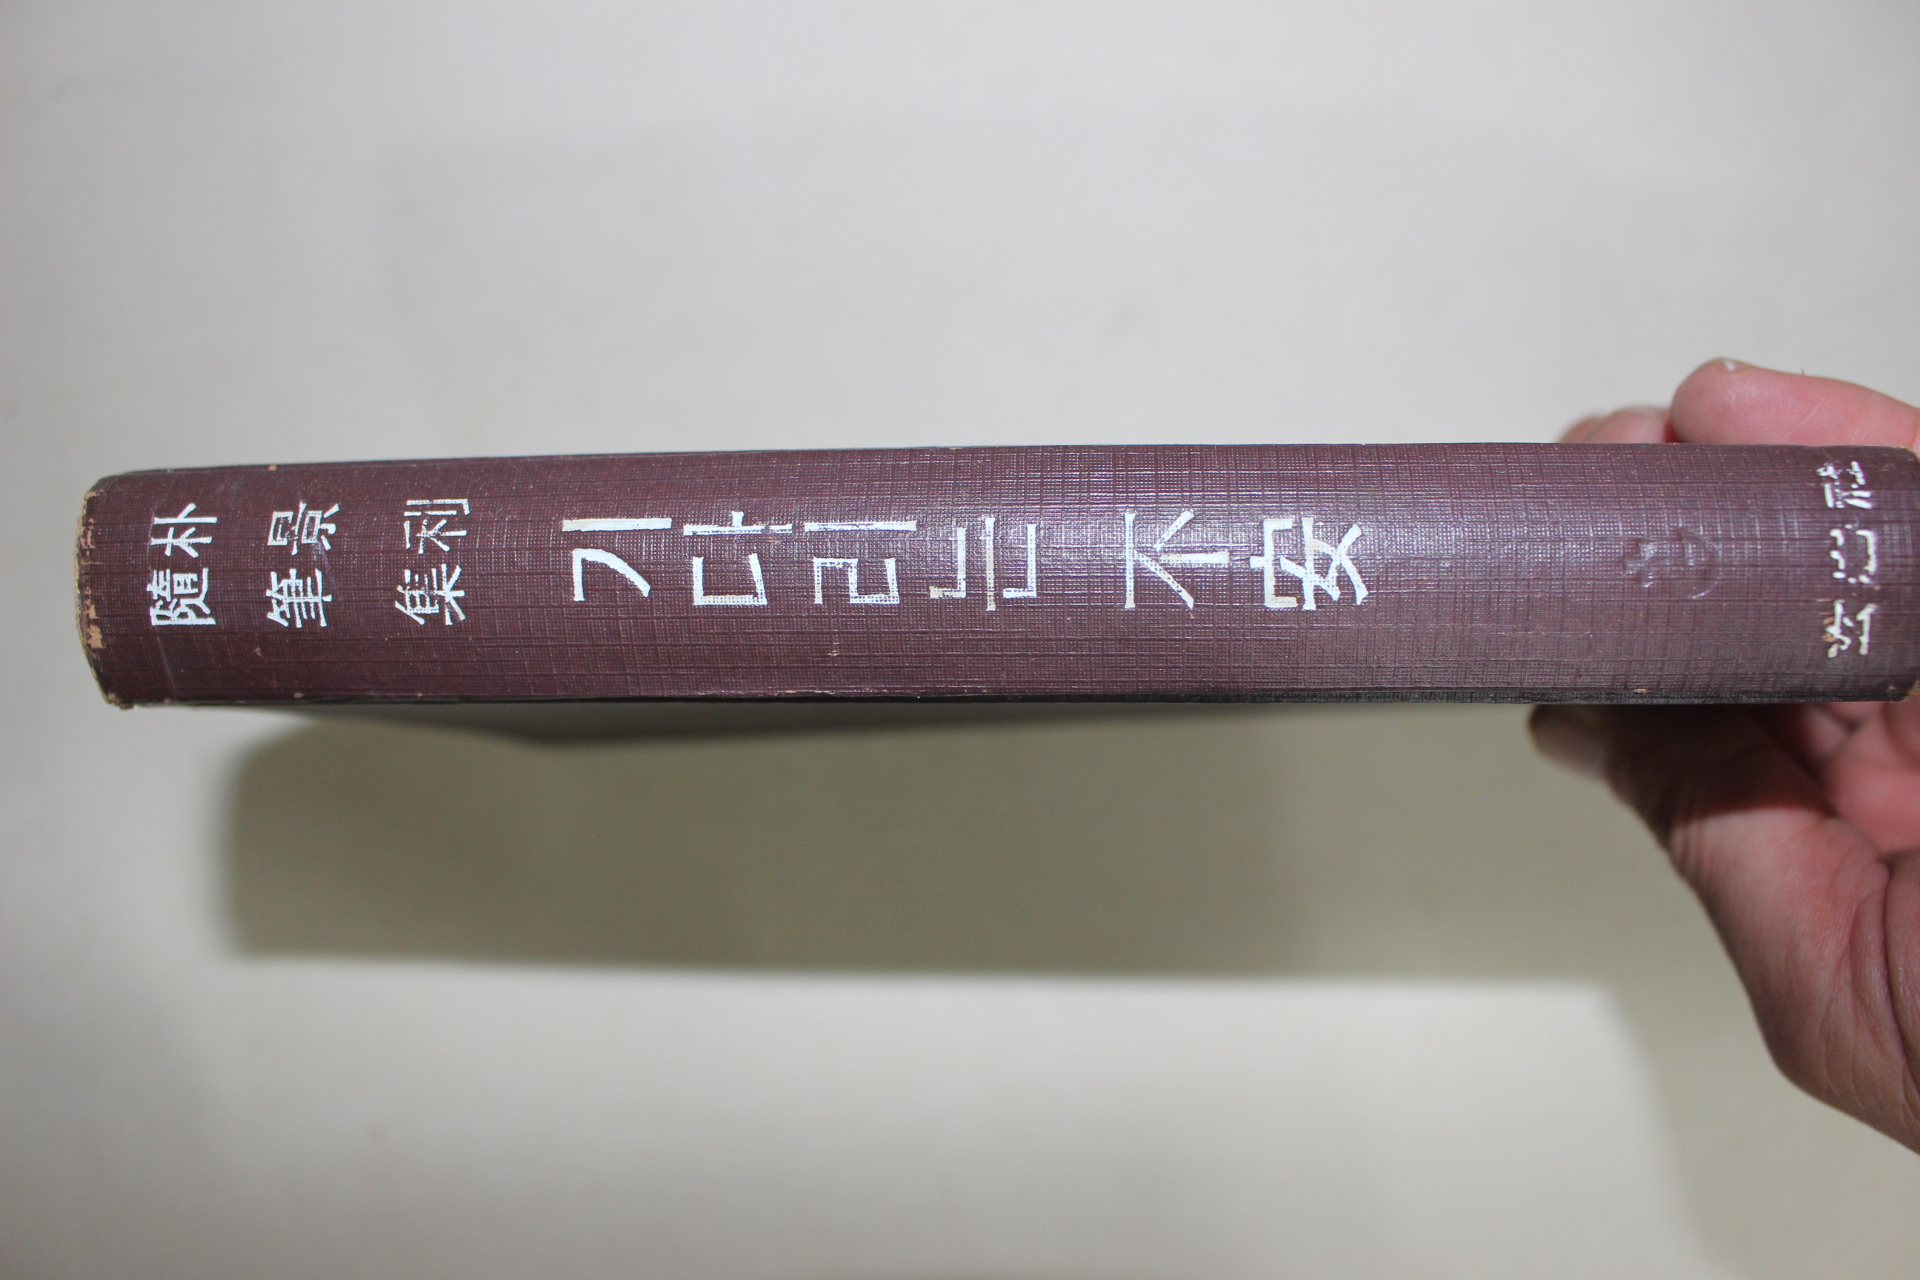 朴景利
隨筆集
기다리는 不安